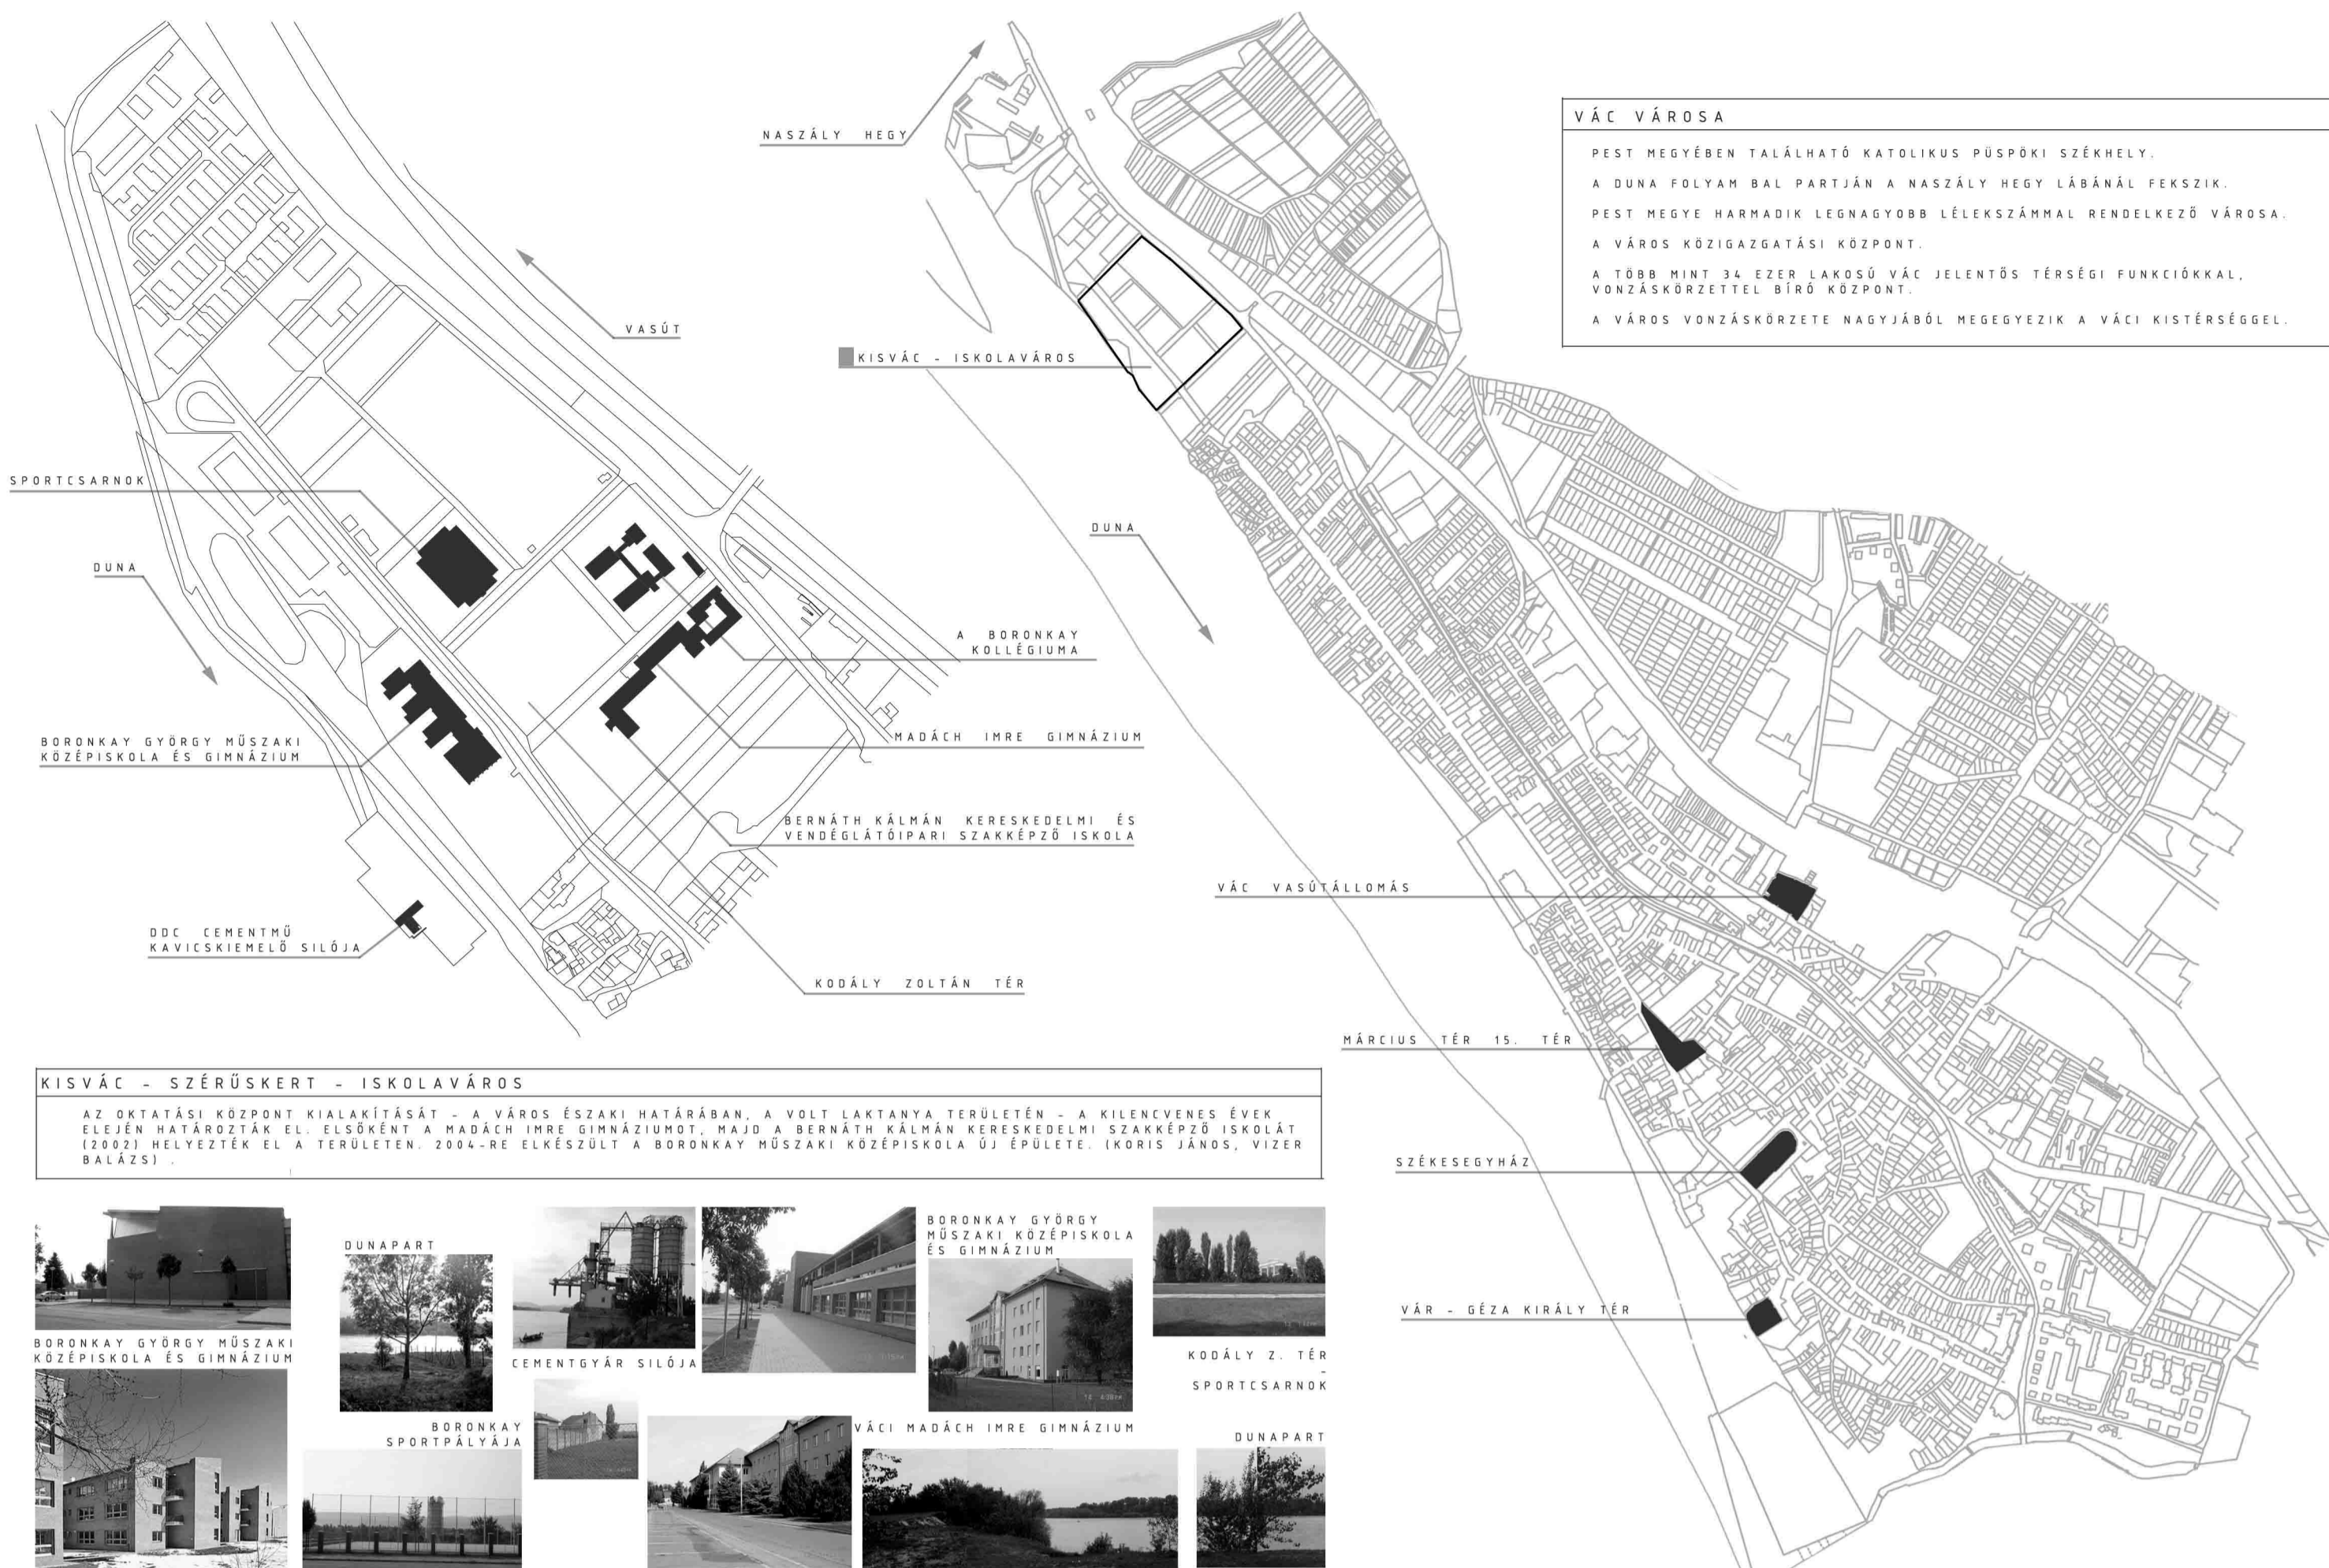 NASZÁLY HEGY
VASÚT
KISVÁC - ISKOLAVÁROS
SPORTCSARNOK
DUNA
DUNA
A BORONKAY
KOLLÉGIUMA
BORONKAY GYÖRGY MŰSZAKI
KÖZÉPISKOLA ÉS GIMNÁZIUM
MADÁCH IMRE GIMNÁZIUM
BERNÁTH KÁLMÁN KERESKEDELMI ÉS
VENDÉGLÁTÓIPARI SZAKKÉPZŐ ISKOLA
DDC CEMENTMŰ
KAVICSKIEMELŐ SILÓJA
KODÁLY ZOLTÁN TÉR
VÁC VÁROSA
PEST MEGYÉBEN TALÁLHATÓ KATOLIKUS PÜSPÖKI SZÉKHELY.
A DUNA FOLYAM BAL PARTJÁN A NASZÁLY HEGY LÁBÁNÁL FEKSZIK.
PEST MEGYE HARMADIK LEGNAGYOBB LÉLEKSZÁMMAL RENDELKEZŐ VÁROSA.
A VÁROS KÖZIGAZGATÁSI KÖZPONT.
A TÖBB MINT 34 EZER LAKOSÚ VÁC JELENTŐS TÉRSÉGI FUNKCIÓKKAL,
VONZÁSKÖRZETTEL BÍRÓ KÖZPONT.
A VÁROS VONZÁSKÖRZETE NAGYJÁBÓL MEGEGYEZIK A VÁCI KISTÉRSÉGGEL.
VÁC VASÚTÁLLOMÁS
MÁRCIUS TÉR 15. TÉR
SZÉKESEGYHÁZ
VÁR - GÉZA KIRÁLY TÉR
KISVÁC - SZÉRŰSKERT - ISKOLAVÁROS
AZ OKTATÁSI KÖZPONT KIALAKÍTÁSÁT - A VÁROS ÉSZAKI HATÁRÁBAN, A VOLT LAKTANYA TERÜLETÉN - A KILENCVENES ÉVEK
ELEJÉN HATÁROZTÁK EL. ELSŐKÉNT A MADÁCH IMRE GIMNÁZIUMOT, MAJD A BERNÁTH KÁLMÁN KERESKEDELMI SZAKKÉPZŐ ISKOLÁT
(2002) HELYEZTÉK EL A TERÜLETEN. 2004-RE ELKÉSZÜLT A BORONKAY MŰSZAKI KÖZÉPISKOLA ÚJ ÉPÜLETE. (KORIS JÁNOS, VIZER
BALÁZS) .
BORONKAY GYÖRGY MŰSZAKI
KÖZÉPISKOLA ÉS GIMNÁZIUM
DUNAPART
CEMENTGYÁR SILÓJA
BORONKAY GYÖRGY
MŰSZAKI KÖZÉPISKOLA
ÉS GIMNÁZIUM
KODÁLY Z. TÉR
-
SPORTCSARNOK
BORONKAY
SPORTPÁLYÁJA
VÁCI MADÁCH IMRE GIMNÁZIUM
DUNAPART